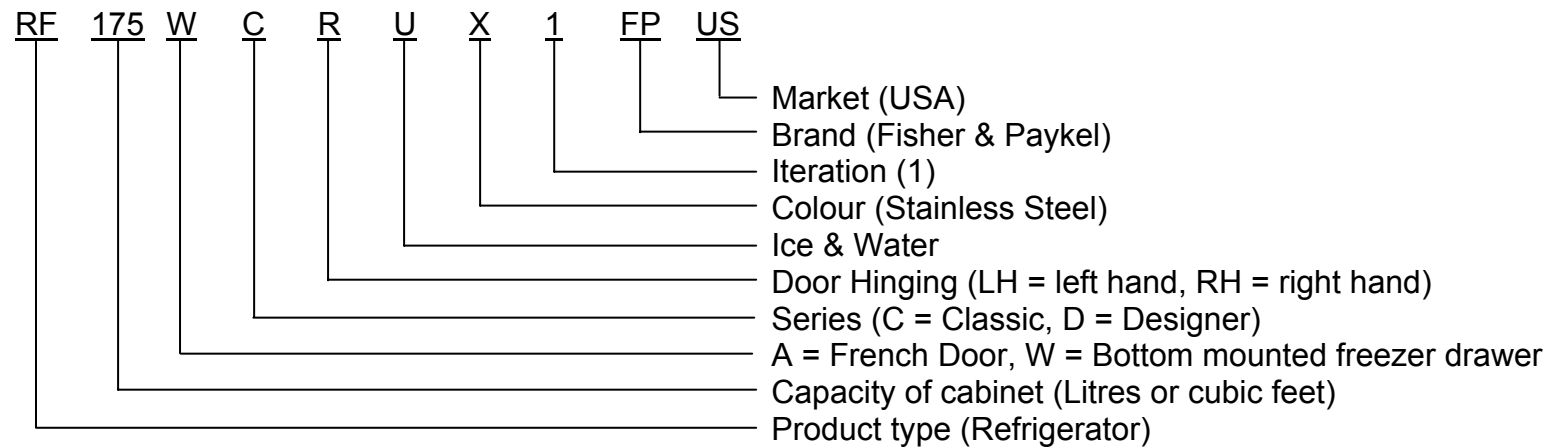 RF 175 W C R U X 1 FP US
Market (USA)
Brand (Fisher & Paykel)
Iteration (1)
Colour (Stainless Steel)
Ice & Water
Door Hinging (LH = left hand, RH = right hand)
Series (C = Classic, D = Designer)
A = French Door, W = Bottom mounted freezer drawer
Capacity of cabinet (Litres or cubic feet)
Product type (Refrigerator)